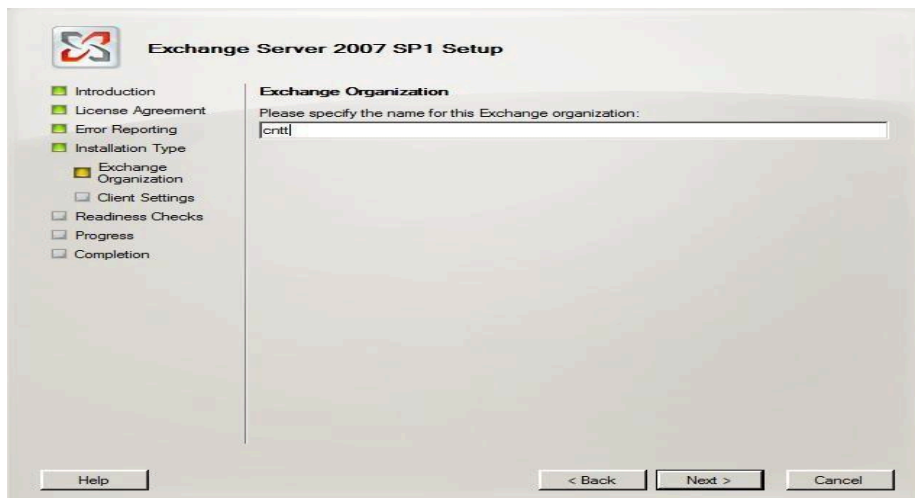 Exchange Server 2007 SP1 Setup
Introduction
License Agreement
Error Reporting
Installation Type
Exchange
Organization
Client Settings
Readiness Checks
Progress
Completion
Exchange Organization
Please specify the name for this Exchange organization:
cntt
Help
< Back
Next >
Cancel